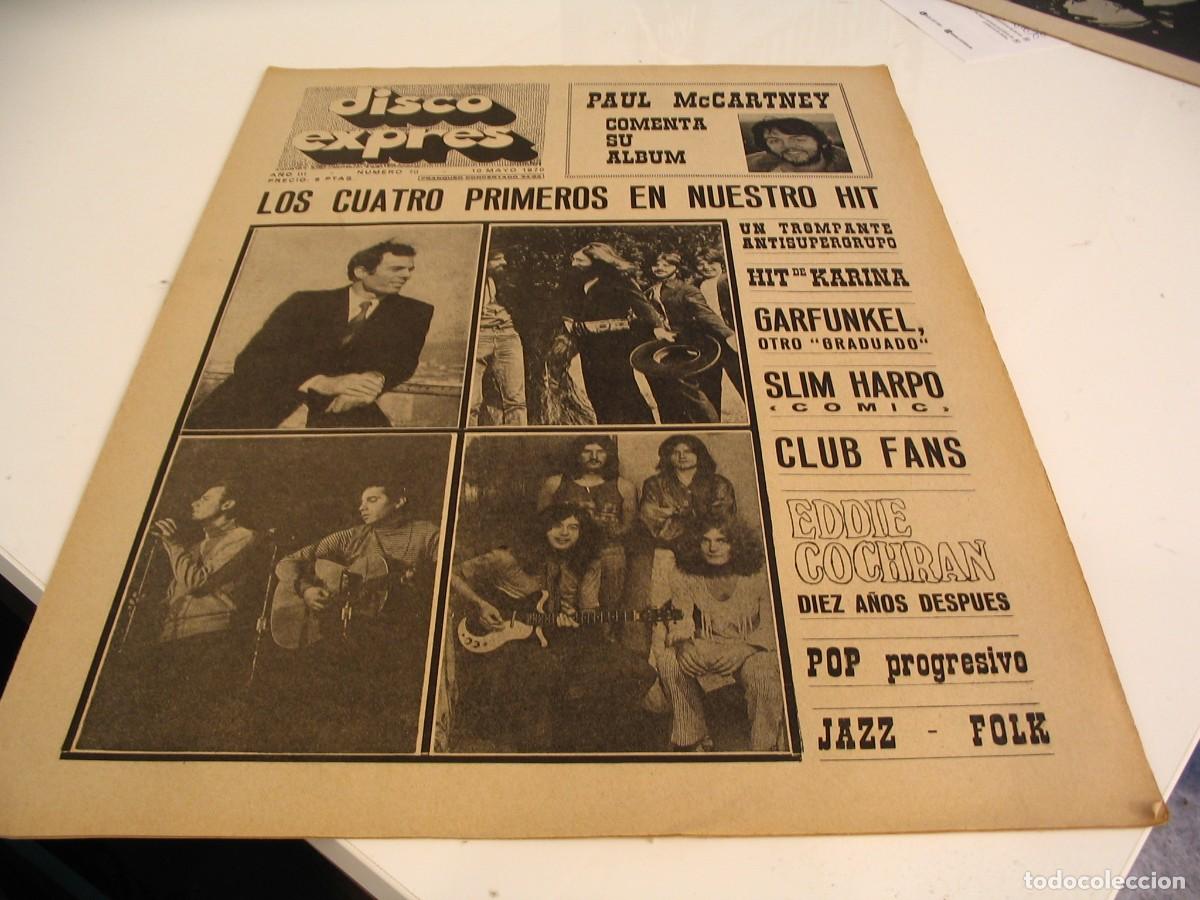 disco
expres
AÑO III - NUMERO 70 - 10 MAYO 1970
PRECIO: 8 PTAS. FRANQUEO CONCERTADO
PAUL McCARTNEY
COMENTA
SU
ALBUM
LOS CUATRO PRIMEROS EN NUESTRO HIT
UN TROMPANTE
ANTISUPERGRUPO
HIT DE KARINA
GARFUNKEL,
OTRO "GRADUADO"
SLIM HARPO
<COMIC>
CLUB FANS
EDDIE
COCHRAN
DIEZ AÑOS DESPUES
POP progresivo
JAZZ - FOLK
todocoleccion